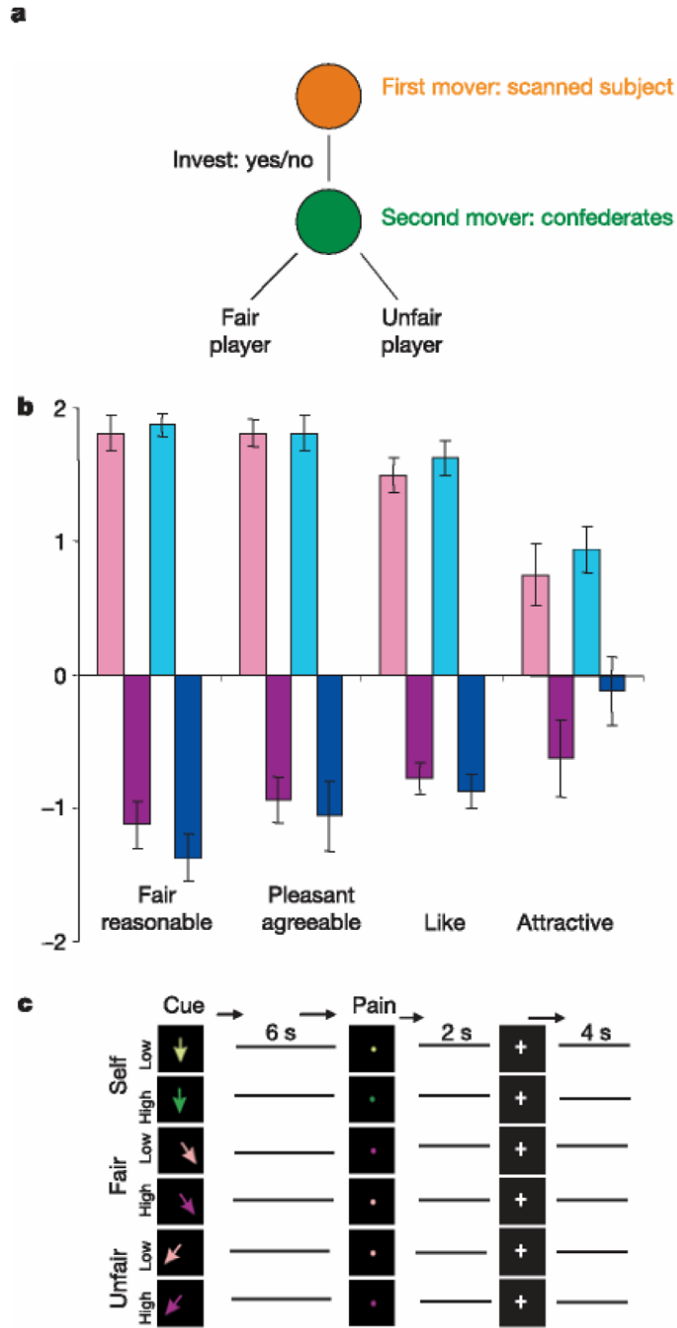 a
First mover: scanned subject
Invest: yes/no
Second mover: confederates
Fair
player
Unfair
player
b
2
1
0
−1
−2
Fair
reasonable
Pleasant
agreeable
Like
Attractive
c
Cue
Pain
6 s
2 s
4 s
Self
Low
+
High
+
Fair
Low
+
High
+
Unfair
Low
+
High
+